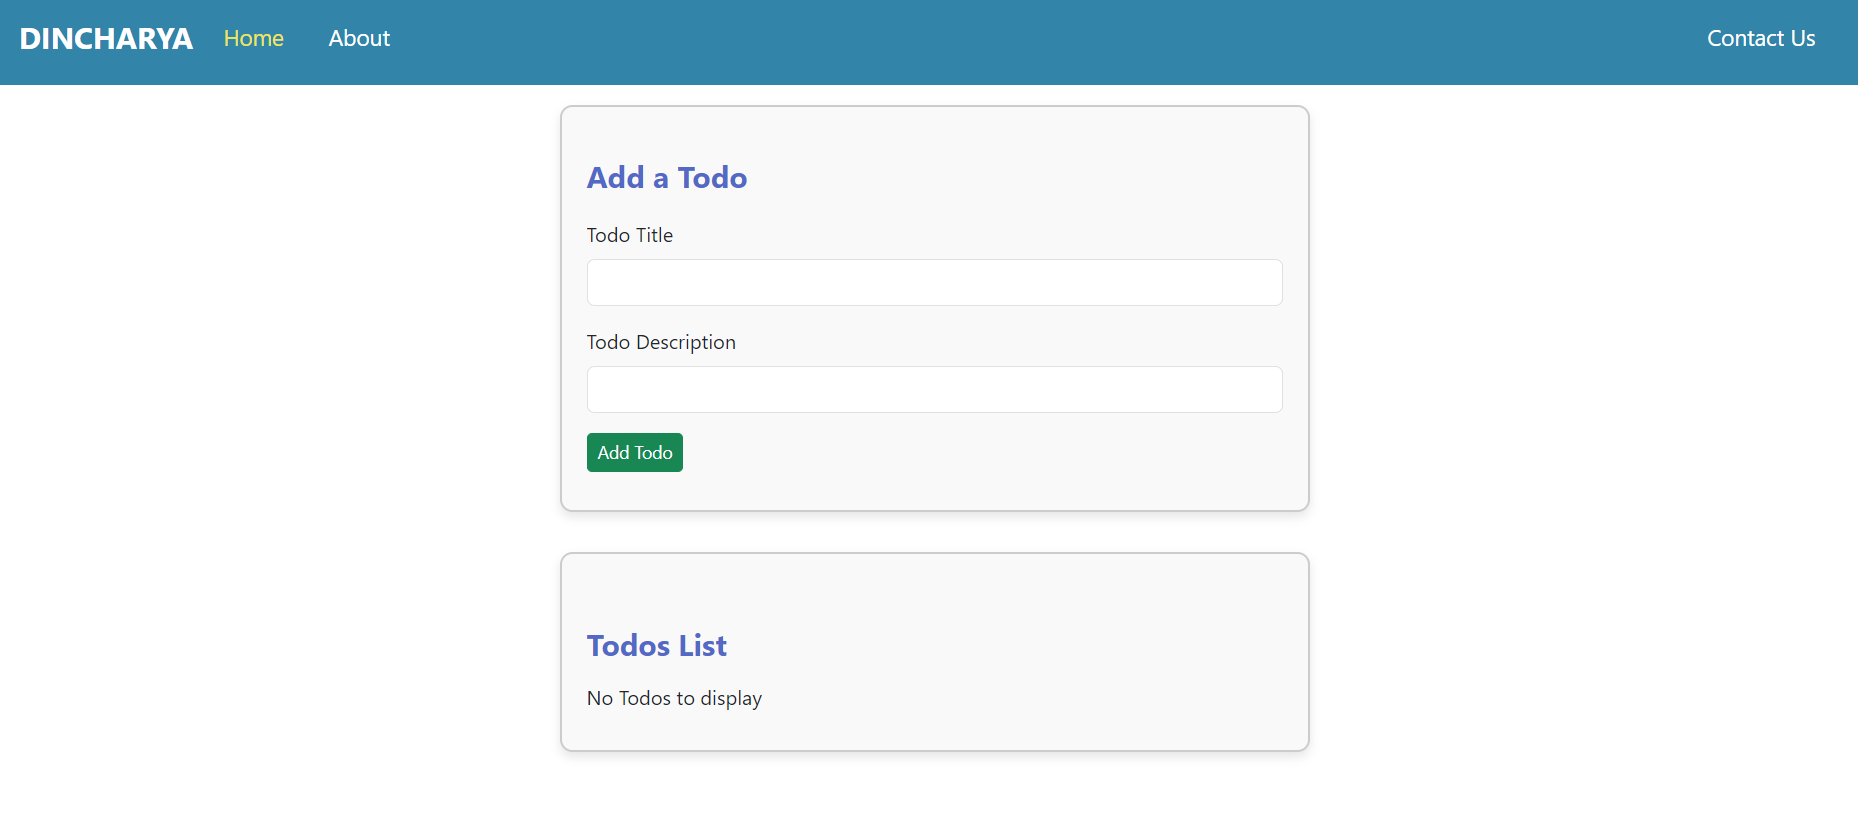 DINCHARYA Home About Contact Us
Add a Todo
Todo Title
Todo Description
Add Todo
Todos List
No Todos to display